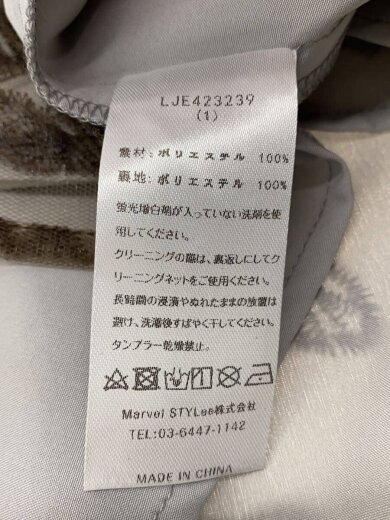 LJE423239
(1)
素材: ポリエステル 100%
裏地: ポリエステル 100%
蛍光増白剤が入っていない洗剤を使
用してください。
クリーニングの際は、裏返しにしてク
リーニングネットをご使用ください。
長時間の浸漬やぬれたままの放置は
避け、洗濯後すばやく干してください。
タンブラー乾燥禁止。
Marvel STYLee株式会社
TEL:03-6447-1142
MADE IN CHINA